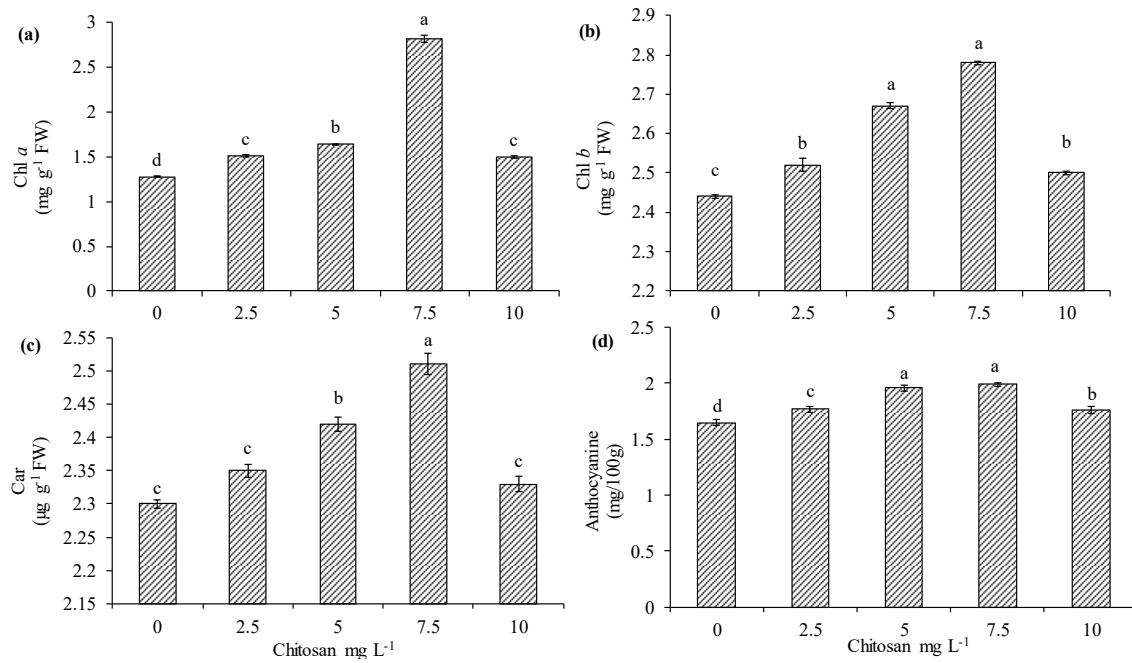 (a)
Chl a
(mg g-1 FW)
3
2.5
2
1.5
1
0.5
0
d
c
b
a
c
0 2.5 5 7.5 10
(b)
Chl b
(mg g-1 FW)
2.9
2.8
2.7
2.6
2.5
2.4
2.3
2.2
c
b
a
a
b
0 2.5 5 7.5 10
(c)
Car
(µg g-1 FW)
2.55
2.5
2.45
2.4
2.35
2.3
2.25
2.2
2.15
c
c
b
a
c
0 2.5 5 7.5 10
Chitosan mg L-1
(d)
Anthocyanine
(mg/100g)
2.5
2
1.5
1
0.5
0
d
c
a
a
b
0 2.5 5 7.5 10
Chitosan mg L-1